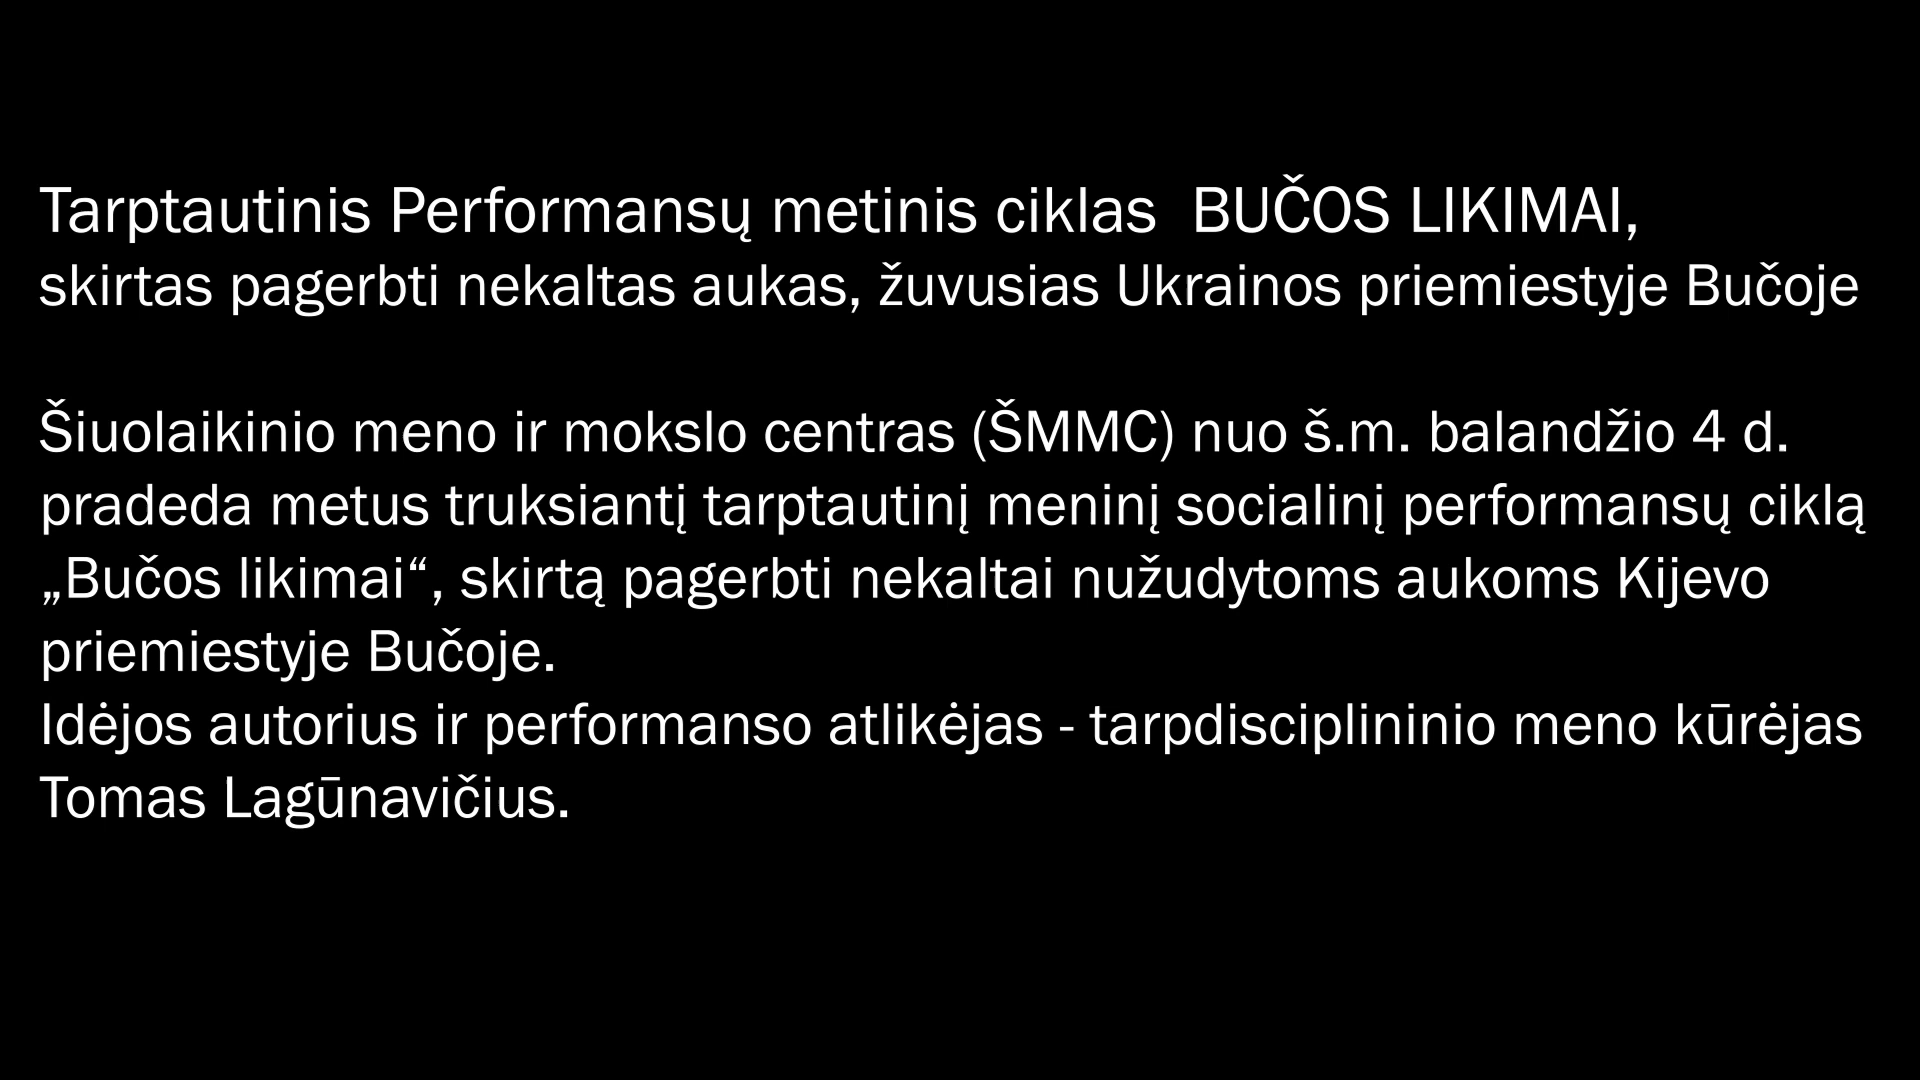 Tarptautinis Performansų metinis ciklas  BUČOS LIKIMAI,
skirtas pagerbti nekaltas aukas, žuvusias Ukrainos priemiestyje Bučoje
Šiuolaikinio meno ir mokslo centras (ŠMMC) nuo š.m. balandžio 4 d.
pradeda metus truksiantį tarptautinį meninį socialinį performansų ciklą
„Bučos likimai“, skirtą pagerbti nekaltai nužudytoms aukoms Kijevo
priemiestyje Bučoje.
Idėjos autorius ir performanso atlikėjas - tarpdisciplininio meno kūrėjas
Tomas Lagūnavičius.